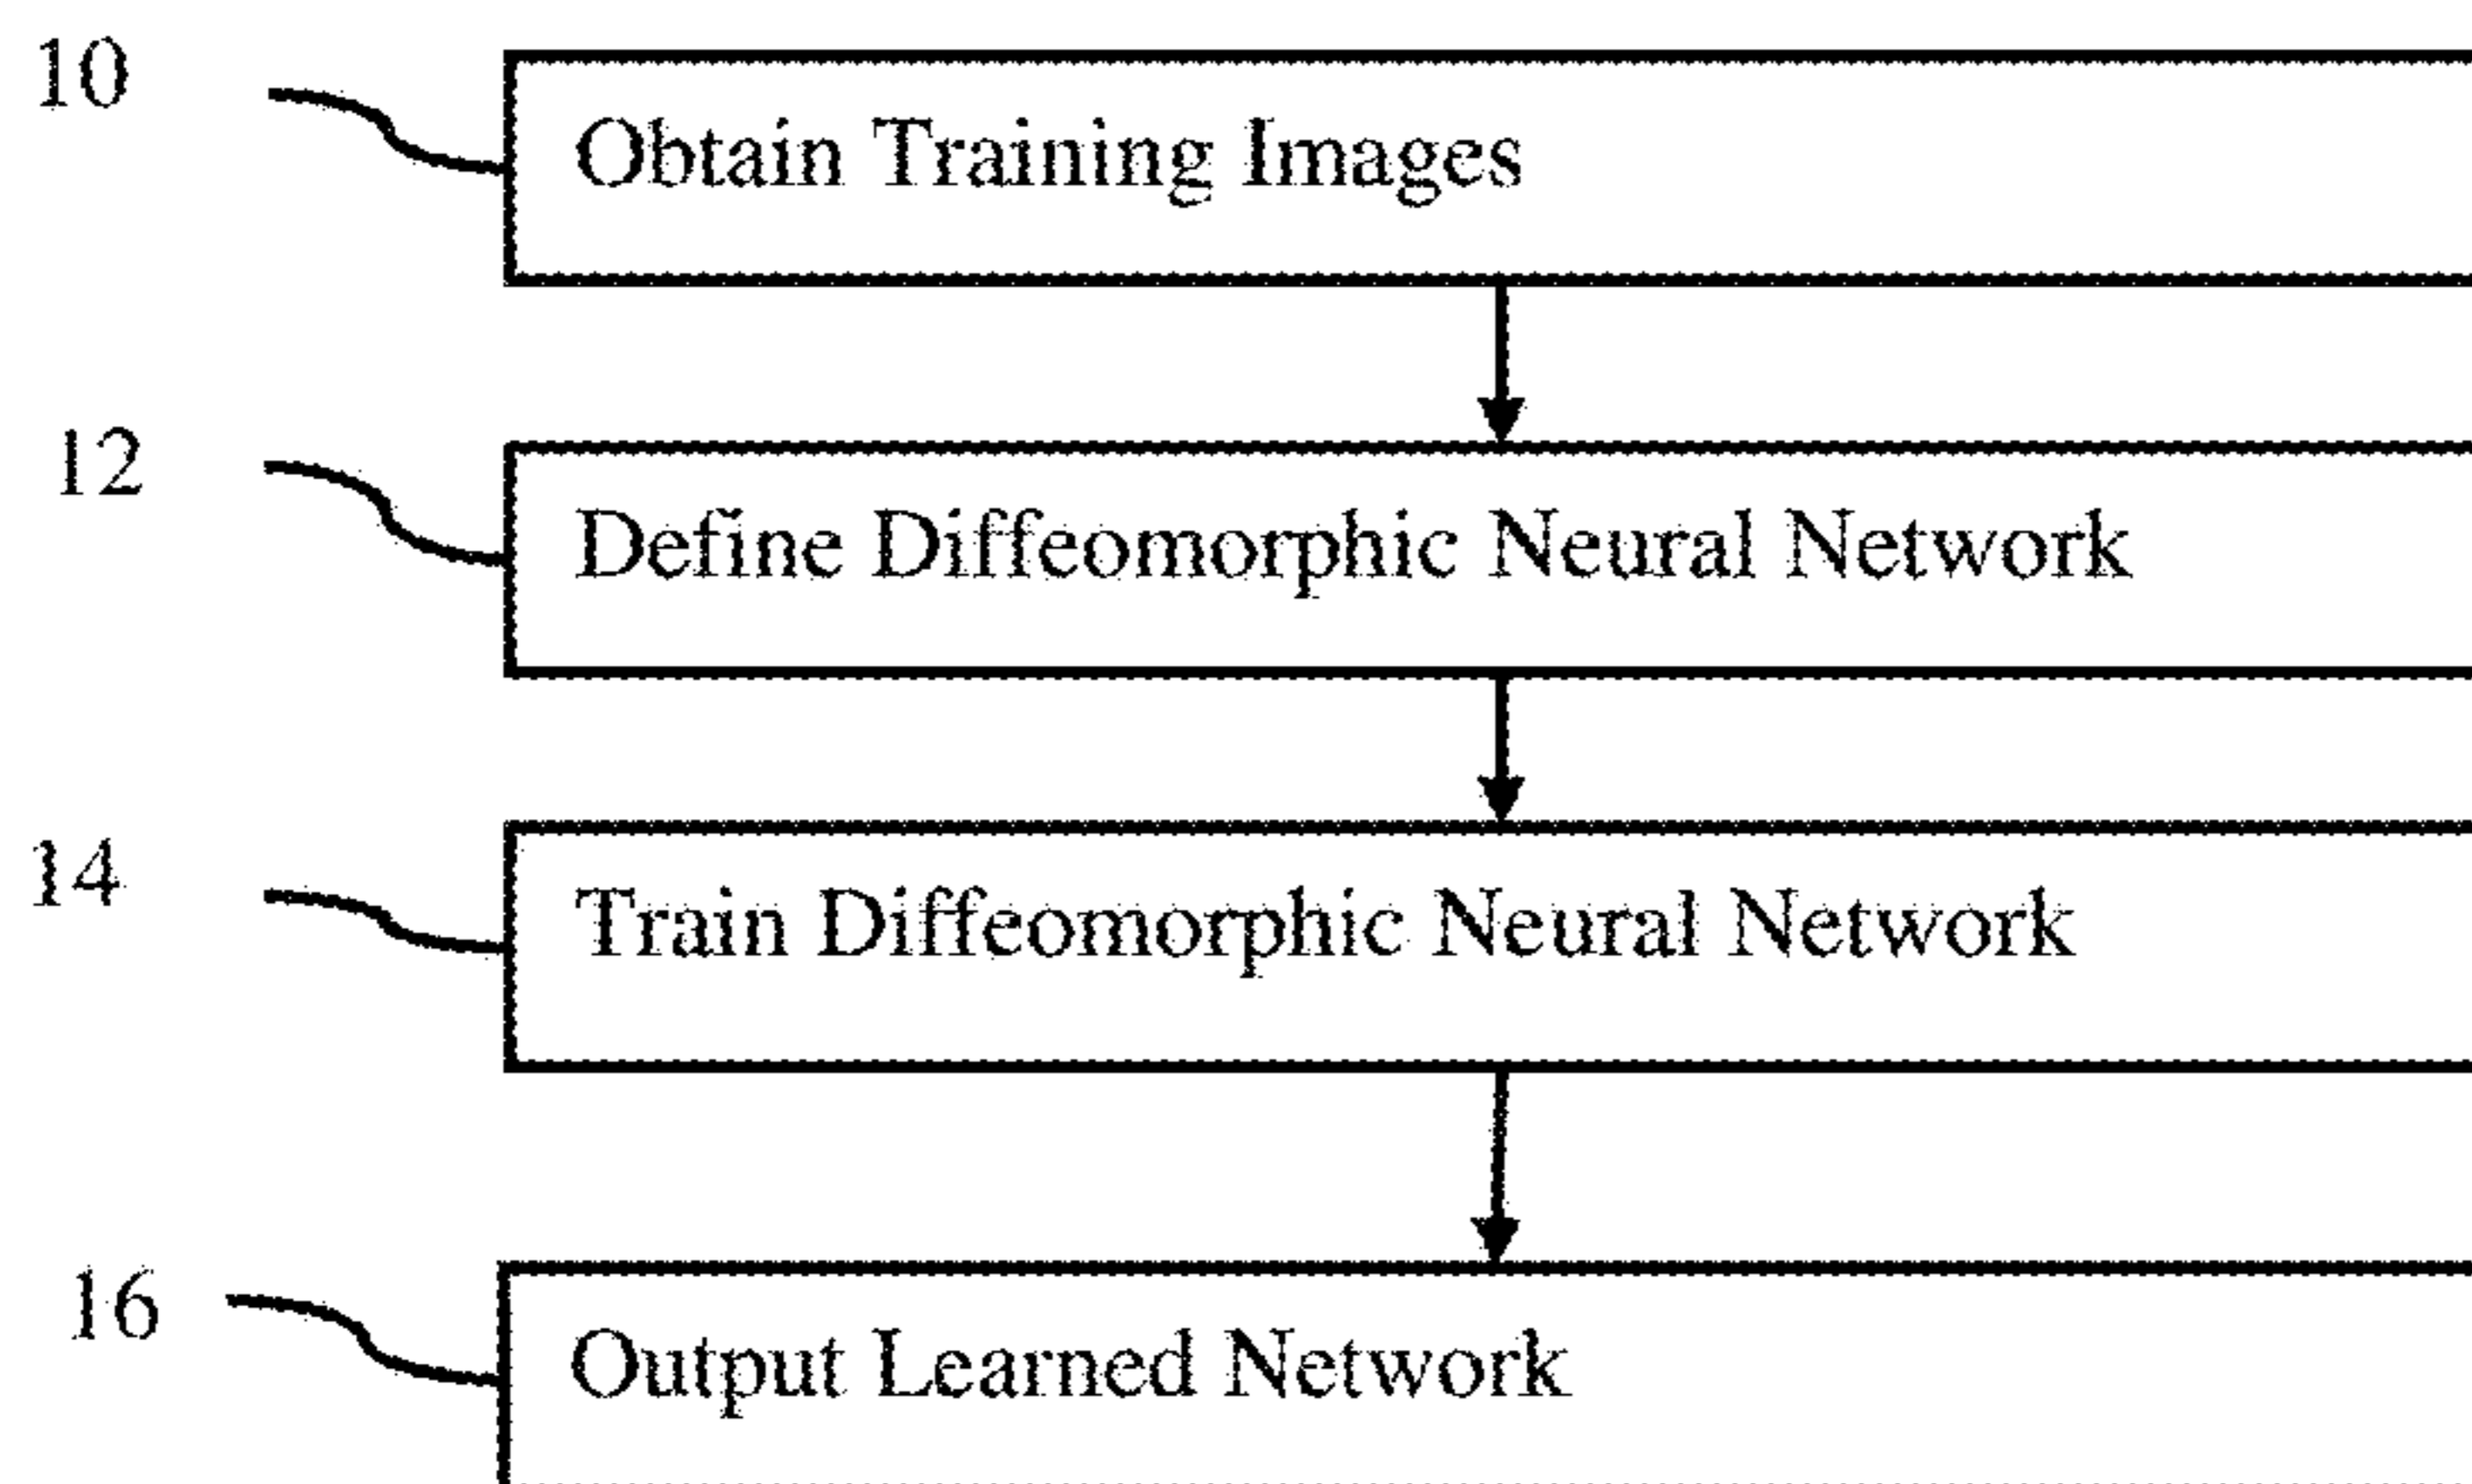 10
Obtain Training Images
12
Define Diffeomorphic Neural Network
14
Train Diffeomorphic Neural Network
16
Output Learned Network